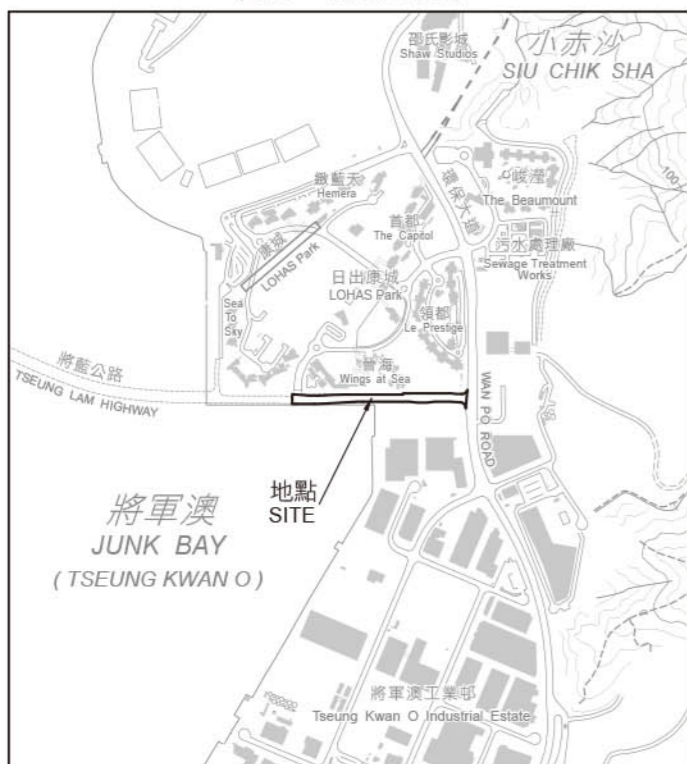 邵氏影城
Shaw Studios
小赤沙
SIU CHIK SHA
100
緻藍天
Hemera
環保大道
峻瀅
The Beaumount
首都
The Capitol
康城
LOHAS Park
污水處理廠
Sewage Treatment
Works
日出康城
LOHAS Park
Sea
To
Sky
領都
Le Prestige
將藍公路
TSEUNG LAM HIGHWAY
晉海
Wings at Sea
WAN PO ROAD
地點
SITE
將軍澳
JUNK BAY
( TSEUNG KWAN O )
將軍澳工業邨
Tseung Kwan O Industrial Estate